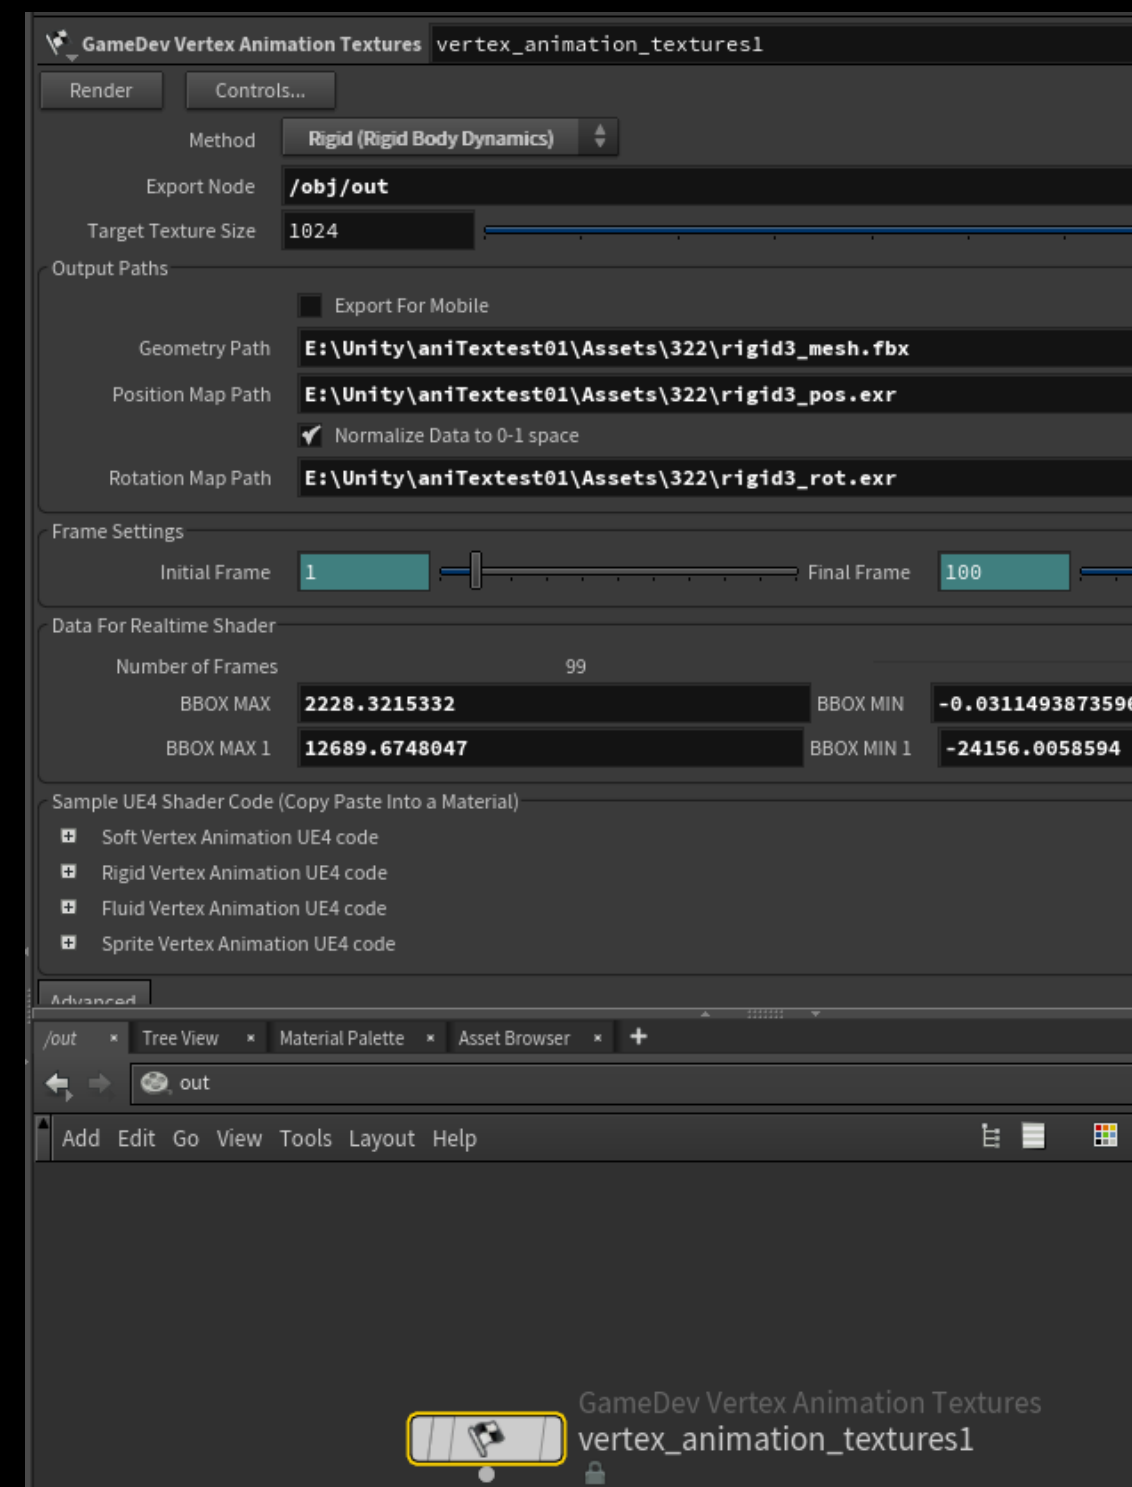 GameDev Vertex Animation Textures vertex_animation_textures1
Render Controls...
Method Rigid (Rigid Body Dynamics)
Export Node /obj/out
Target Texture Size 1024
Output Paths
Export For Mobile
Geometry Path E:\Unity\aniTextest01\Assets\322\rigid3_mesh.fbx
Position Map Path E:\Unity\aniTextest01\Assets\322\rigid3_pos.exr
Normalize Data to 0-1 space
Rotation Map Path E:\Unity\aniTextest01\Assets\322\rigid3_rot.exr
Frame Settings
Initial Frame 1 Final Frame 100
Data For Realtime Shader
Number of Frames 99
BBOX MAX 2228.3215332 BBOX MIN -0.0311493873596
BBOX MAX 1 12689.6748047 BBOX MIN 1 -24156.0058594
Sample UE4 Shader Code (Copy Paste Into a Material)
Soft Vertex Animation UE4 code
Rigid Vertex Animation UE4 code
Fluid Vertex Animation UE4 code
Sprite Vertex Animation UE4 code
Advanced
/out Tree View Material Palette Asset Browser
out
Add Edit Go View Tools Layout Help
GameDev Vertex Animation Textures
vertex_animation_textures1